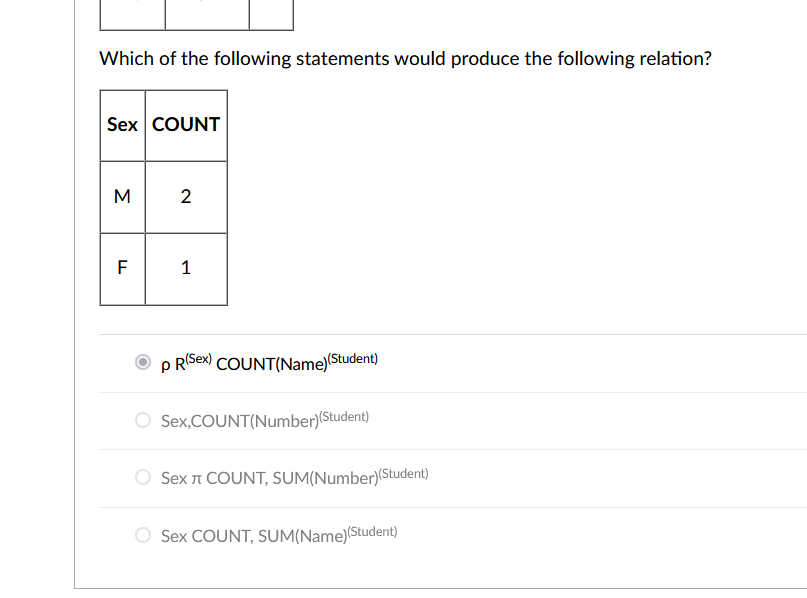 Which of the following statements would produce the following relation?
Sex COUNT
M 2
F 1
ρ R(Sex) COUNT(Name)(Student)
Sex,COUNT(Number)(Student)
Sex π COUNT, SUM(Number)(Student)
Sex COUNT, SUM(Name)(Student)